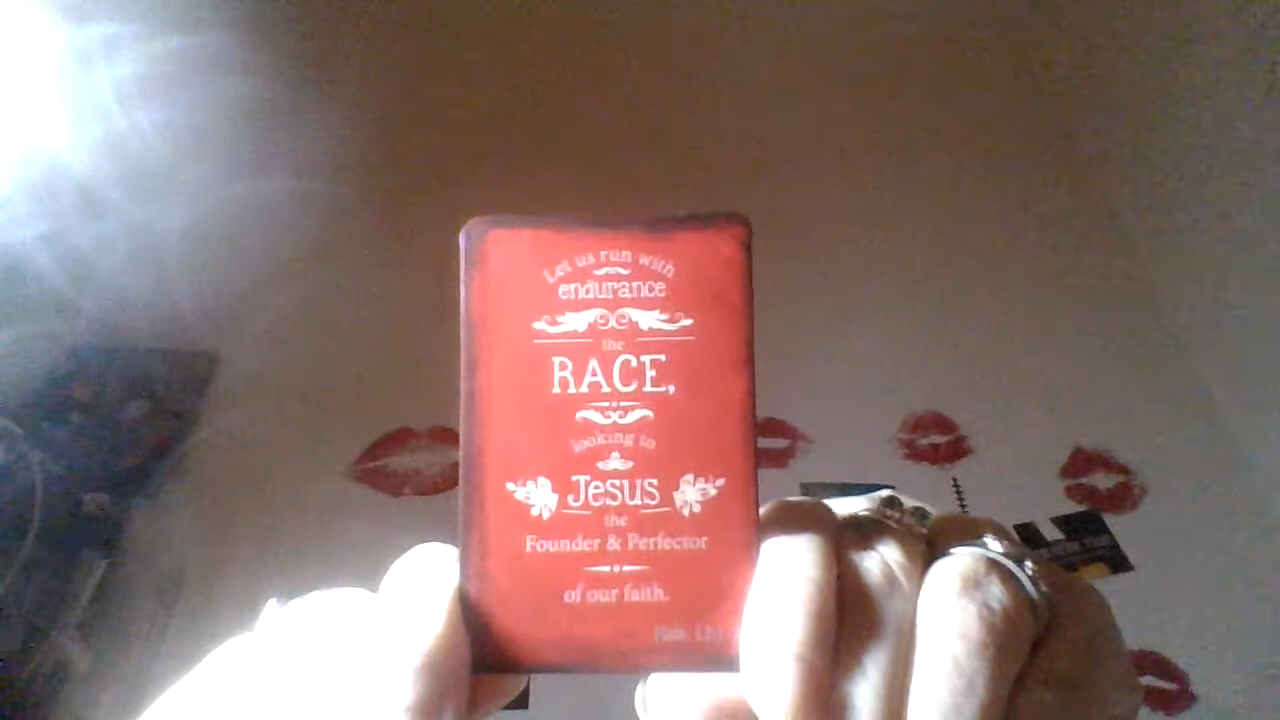 Let us run with
endurance
the
RACE,
looking to
Jesus
the
Founder & Perfector
of our faith.